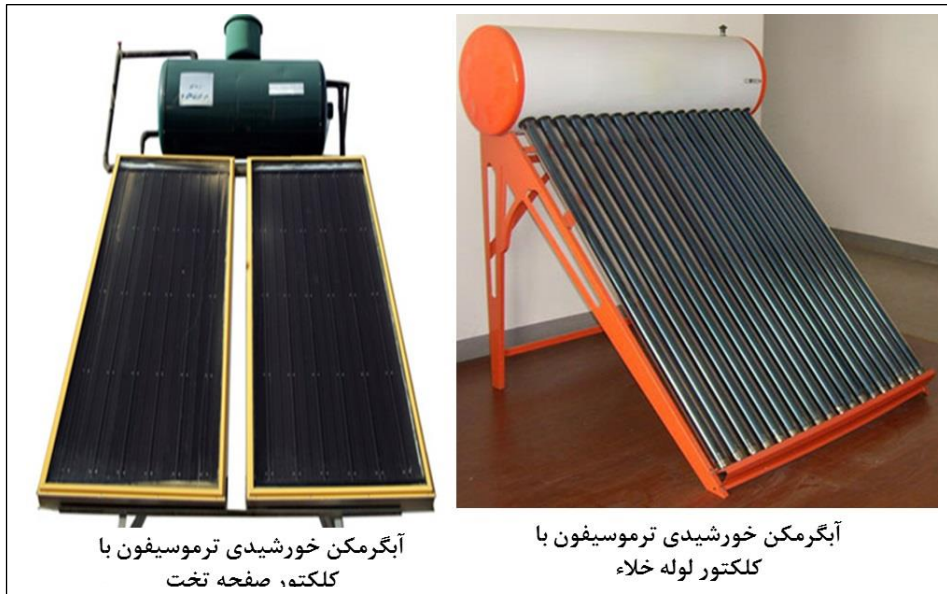 آبگرمکن خورشیدی ترموسیفون با
کلکتور لوله خلاء
آبگرمکن خورشیدی ترموسیفون با
کلکتور صفحه تخت